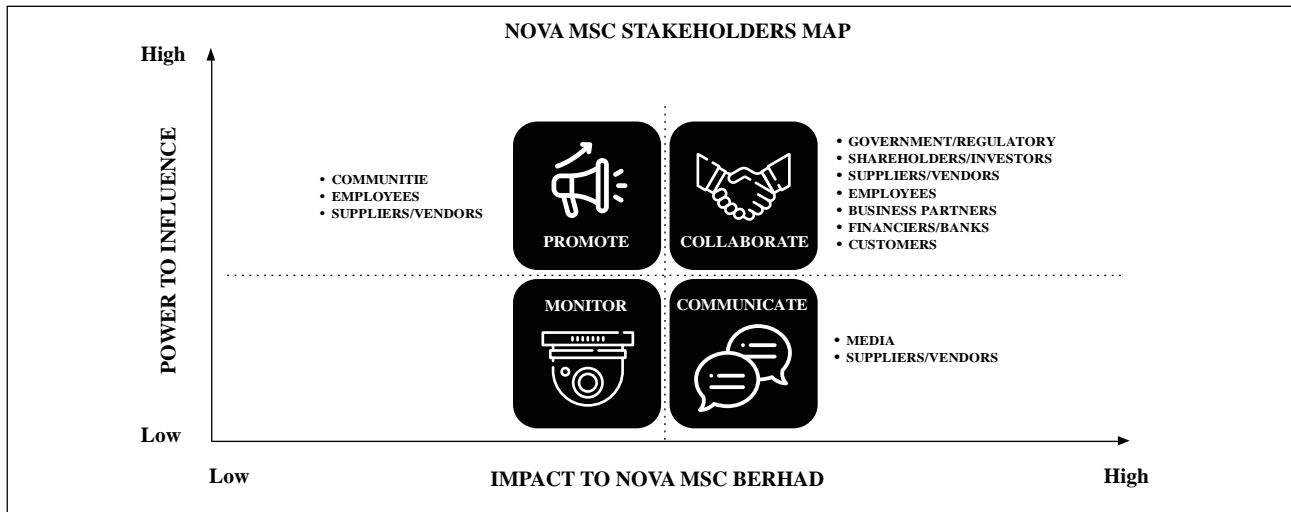 NOVA MSC STAKEHOLDERS MAP
High
POWER TO INFLUENCE
• COMMUNITIE
• EMPLOYEES
• SUPPLIERS/VENDORS
PROMOTE
COLLABORATE
• GOVERNMENT/REGULATORY
• SHAREHOLDERS/INVESTORS
• SUPPLIERS/VENDORS
• EMPLOYEES
• BUSINESS PARTNERS
• FINANCIERS/BANKS
• CUSTOMERS
MONITOR
COMMUNICATE
• MEDIA
• SUPPLIERS/VENDORS
Low
Low
IMPACT TO NOVA MSC BERHAD
High